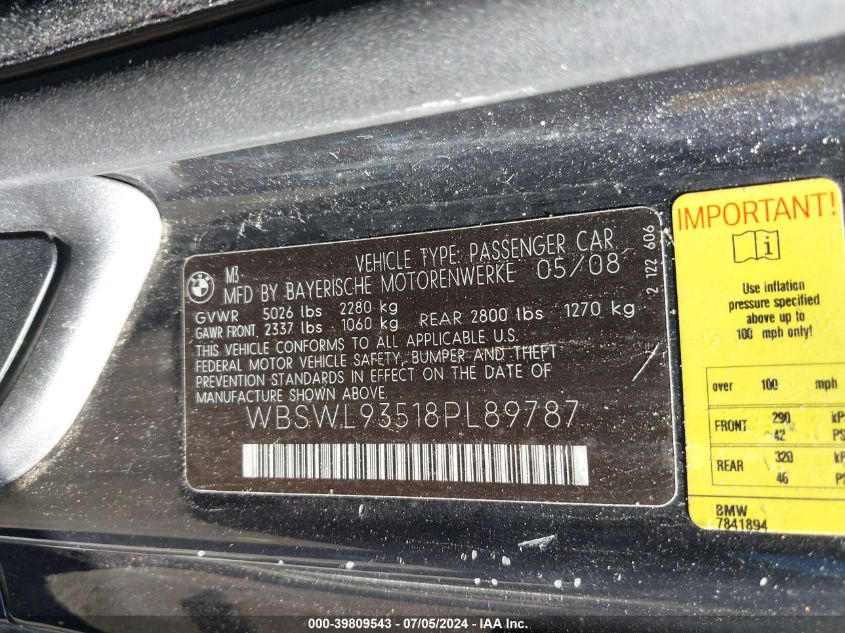 BMW
M3
VEHICLE TYPE: PASSENGER CAR
MFD BY BAYERISCHE MOTORENWERKE 05/08
GVWR 5026 lbs 2280 kg
GAWR FRONT 2337 lbs 1060 kg REAR 2800 lbs 1270 kg
THIS VEHICLE CONFORMS TO ALL APPLICABLE U.S.
FEDERAL MOTOR VEHICLE SAFETY, BUMPER AND THEFT
PREVENTION STANDARDS IN EFFECT ON THE DATE OF
MANUFACTURE SHOWN ABOVE.
WBSWL93518PL89787
2 122 606
IMPORTANT!
i
Use inflation
pressure specified
above up to
100 mph only!
over 100 mph
FRONT 290 kP
42 PS
REAR 320 kP
46 P
BMW
7841894
000-39809543 - 07/05/2024 - © IAA, Inc.